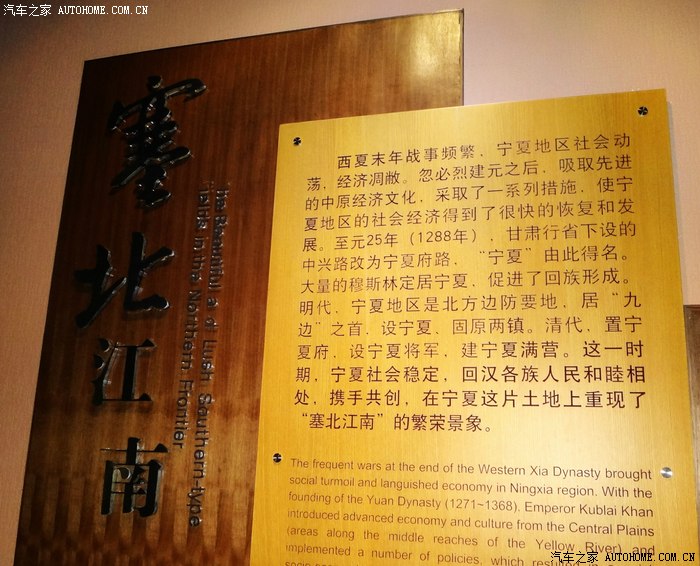 汽车之家 AUTOHOME.COM.CN
塞北江南
The Beautiful and Lush Southern-type
in the Northern Frontier
西夏末年战事频繁，宁夏地区社会动
荡，经济凋敝。忽必烈建元之后，吸取先进
的中原经济文化，采取了一系列措施，使宁
夏地区的社会经济得到了很快的恢复和发
展。至元25年（1288年），甘肃行省下设的
中兴路改为宁夏府路，“宁夏”由此得名。
大量的穆斯林定居宁夏，促进了回族形成。
明代，宁夏地区是北方边防要地，居“九
边”之首，设宁夏、固原两镇。清代，置宁
夏府，设宁夏将军，建宁夏满营。这一时
期，宁夏社会稳定，回汉各族人民和睦相
处，携手共创，在宁夏这片土地上重现了
“塞北江南”的繁荣景象。
The frequent wars at the end of the Western Xia Dynasty brought
social turmoil and languished economy in Ningxia region. With the
founding of the Yuan Dynasty (1271~1368), Emperor Kublai Khan
introduced advanced economy and culture from the Central Plains
(areas along the middle reaches of the Yellow River) and
implemented a number of policies, which
汽车之家 AUTOHOME.COM.CN